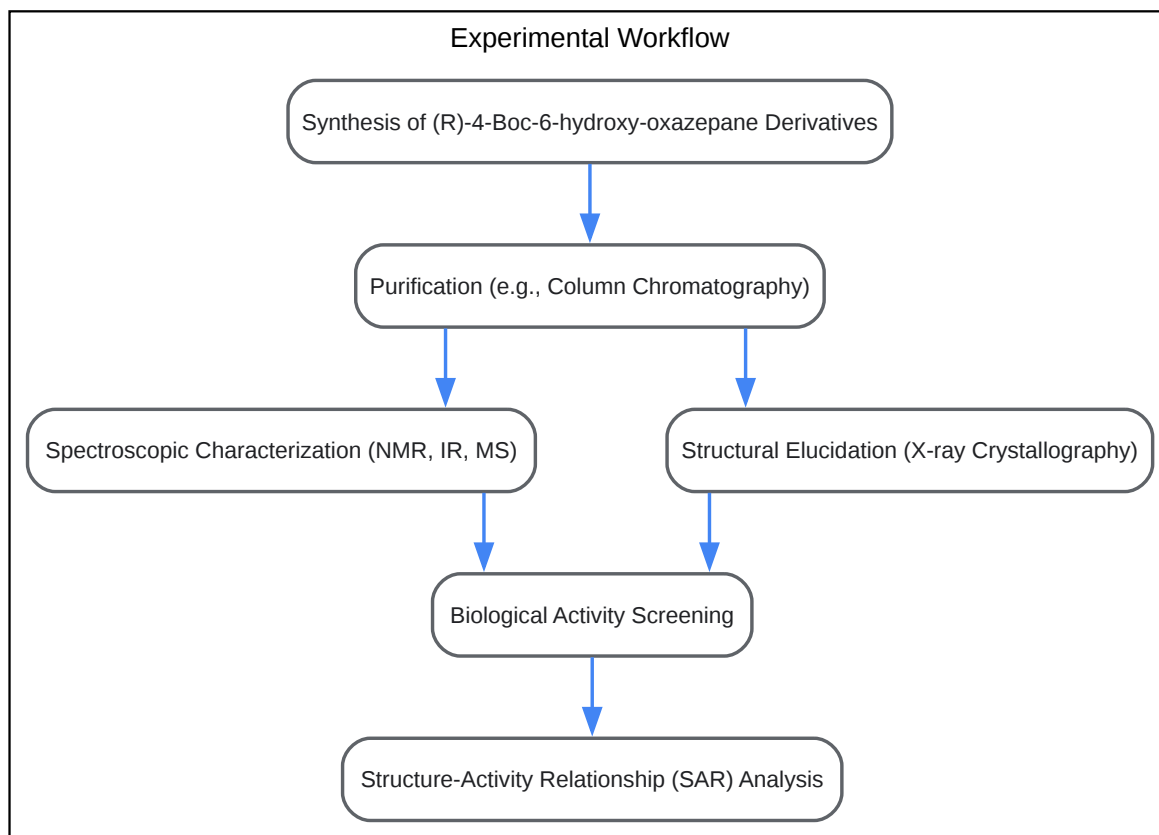 Experimental Workflow
Synthesis of (R)-4-Boc-6-hydroxy-oxazepane Derivatives
Purification (e.g., Column Chromatography)
Spectroscopic Characterization (NMR, IR, MS)
Structural Elucidation (X-ray Crystallography)
Biological Activity Screening
Structure-Activity Relationship (SAR) Analysis